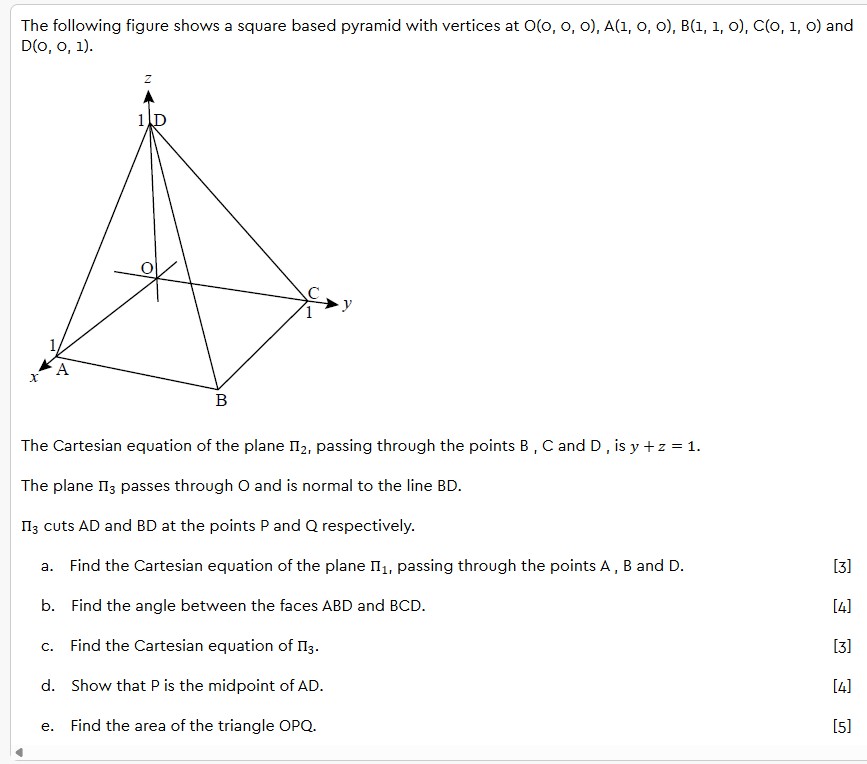 The following figure shows a square based pyramid with vertices at O(0, 0, 0), A(1, 0, 0), B(1, 1, 0), C(0, 1, 0) and
D(0, 0, 1).
z
1 D
O
C
y
1
1
A
x
B
The Cartesian equation of the plane Π₂, passing through the points B , C and D , is y + z = 1.
The plane Π₃ passes through O and is normal to the line BD.
Π₃ cuts AD and BD at the points P and Q respectively.
a. Find the Cartesian equation of the plane Π₁, passing through the points A , B and D. [3]
b. Find the angle between the faces ABD and BCD. [4]
c. Find the Cartesian equation of Π₃. [3]
d. Show that P is the midpoint of AD. [4]
e. Find the area of the triangle OPQ. [5]